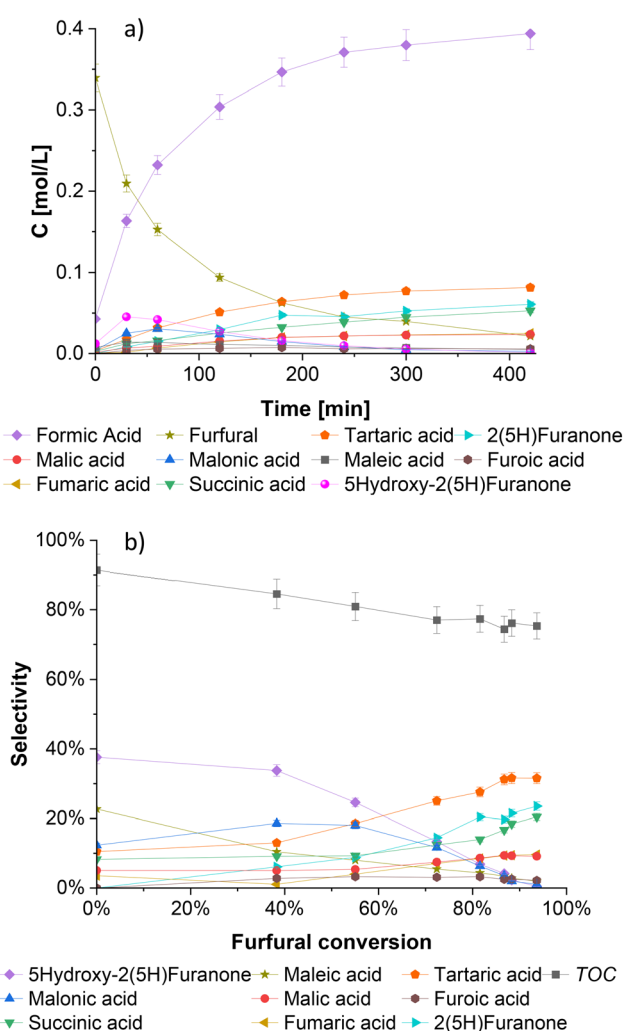 a)
0.4
0.3
0.2
0.1
0.0
C [mol/L]
0 100 200 300 400
Time [min]
Formic Acid Furfural Tartaric acid 2(5H)Furanone
Malic acid Malonic acid Maleic acid Furoic acid
Fumaric acid Succinic acid 5Hydroxy-2(5H)Furanone
b)
100%
80%
60%
40%
20%
0%
Selectivity
0% 20% 40% 60% 80% 100%
Furfural conversion
5Hydroxy-2(5H)Furanone Maleic acid Tartaric acid TOC
Malonic acid Malic acid Furoic acid
Succinic acid Fumaric acid 2(5H)Furanone